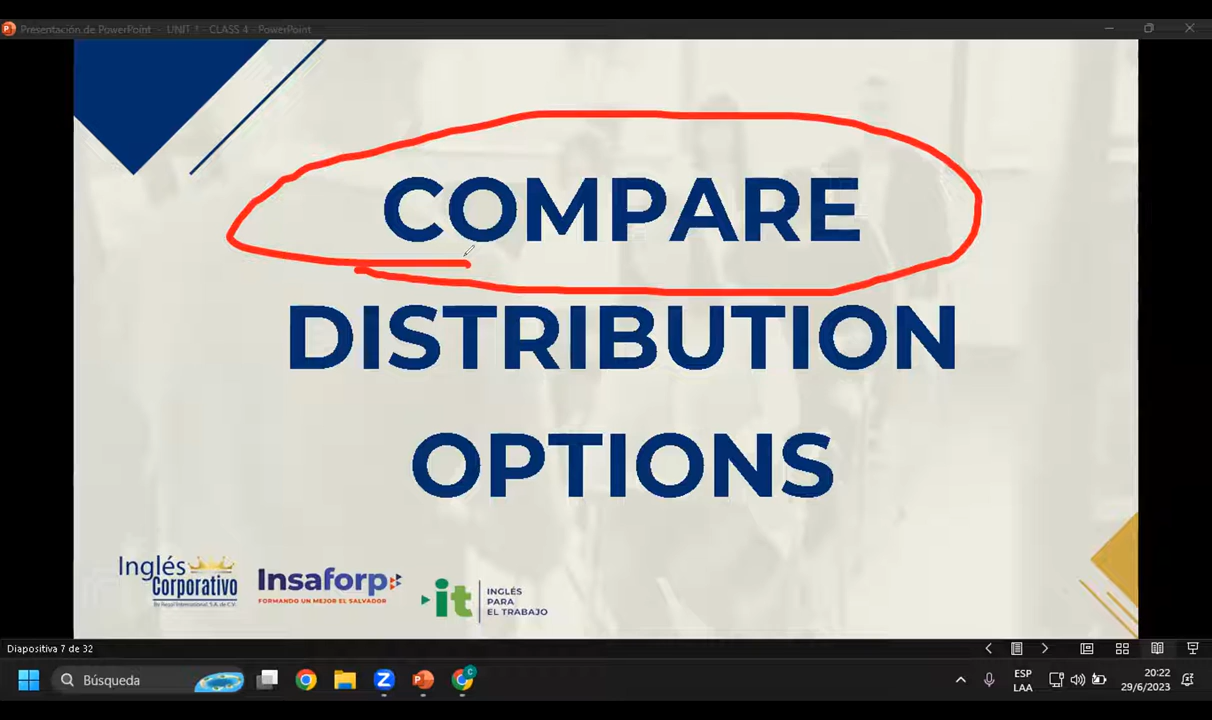 Presentación de PowerPoint - UNIT 1 - CLASS 4 - PowerPoint
COMPARE
DISTRIBUTION
OPTIONS
Inglés
Corporativo
Insaforp
FORMANDO UN MEJOR EL SALVADOR
it
INGLÉS
PARA
EL TRABAJO
Diapositiva 7 de 32
Búsqueda
ESP
LAA
20:22
29/6/2023